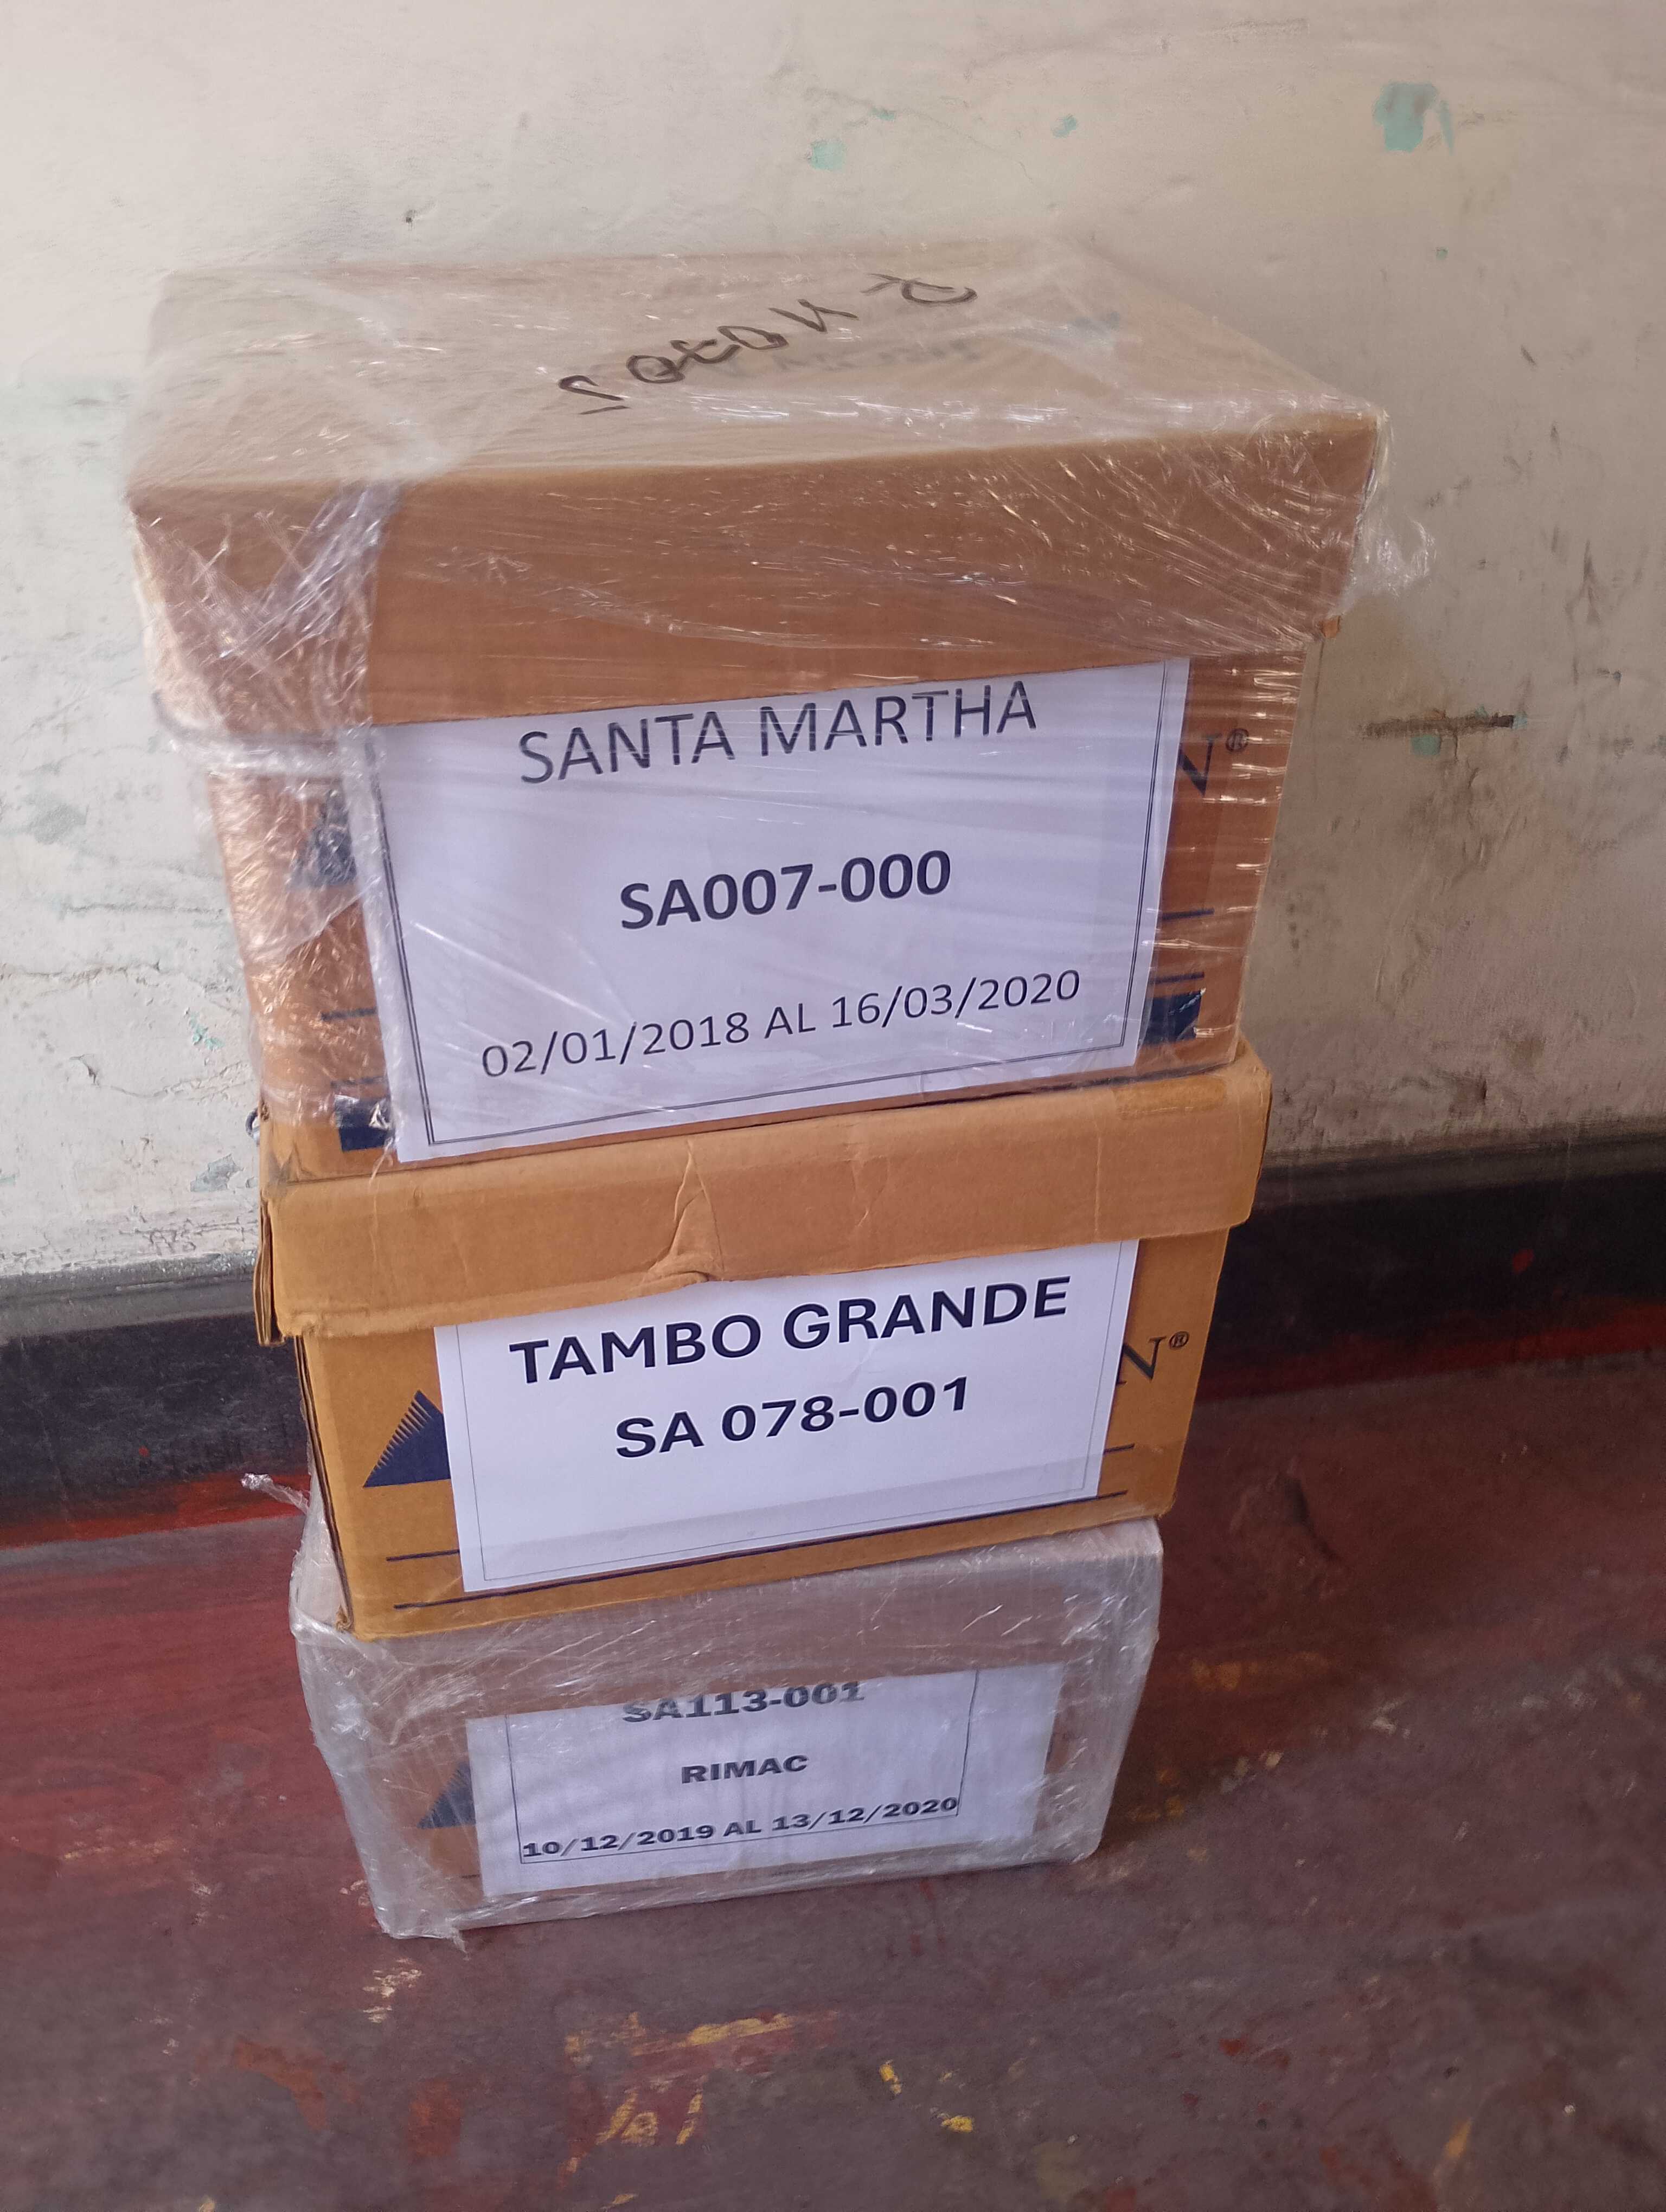 SANTA MARTHA
N®
SA007-000
02/01/2018 AL 16/03/2020
TAMBO GRANDE
N®
SA 078-001
SA113-001
RIMAC
10/12/2019 AL 13/12/2020